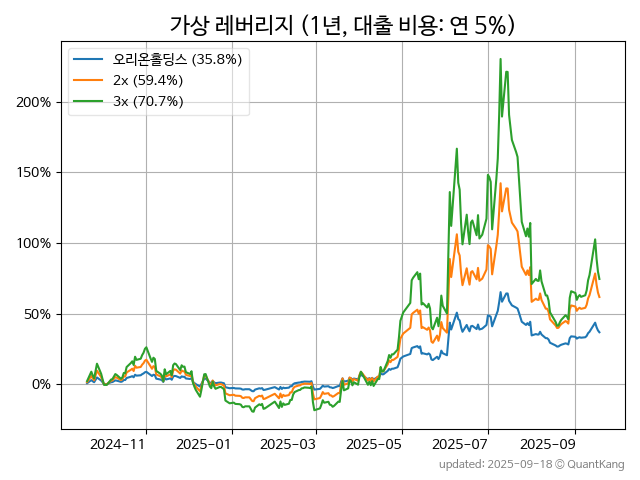 가상 레버리지 (1년, 대출 비용: 연 5%)
오리온홀딩스 (35.8%)
2x (59.4%)
3x (70.7%)
200%
150%
100%
50%
0%
2024-11 2025-01 2025-03 2025-05 2025-07 2025-09
updated: 2025-09-18 © QuantKang